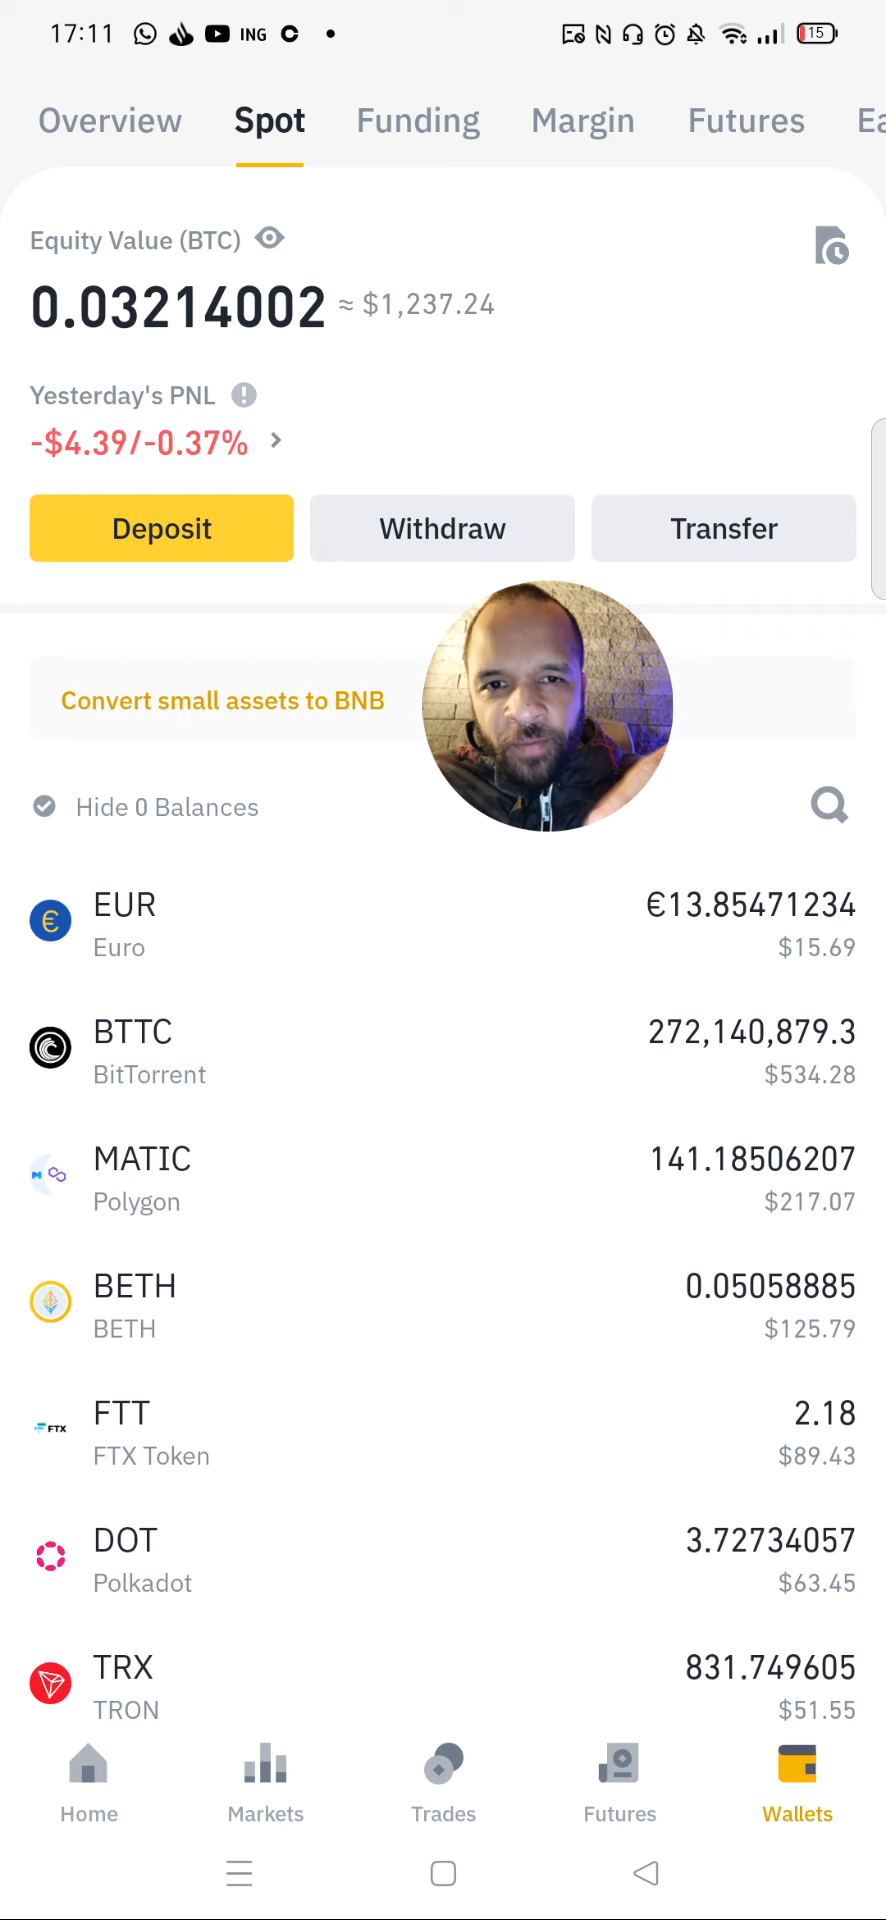 17:11 ING 15
Overview Spot Funding Margin Futures Ea
Equity Value (BTC)
0.03214002 ≈ $1,237.24
Yesterday's PNL
-$4.39/-0.37%
Deposit Withdraw Transfer
Convert small assets to BNB
Hide 0 Balances
EUR €13.85471234
Euro $15.69
BTTC 272,140,879.3
BitTorrent $534.28
MATIC 141.18506207
Polygon $217.07
BETH 0.05058885
BETH $125.79
FTT 2.18
FTX
FTX Token $89.43
DOT 3.72734057
Polkadot $63.45
TRX 831.749605
TRON $51.55
Home Markets Trades Futures Wallets